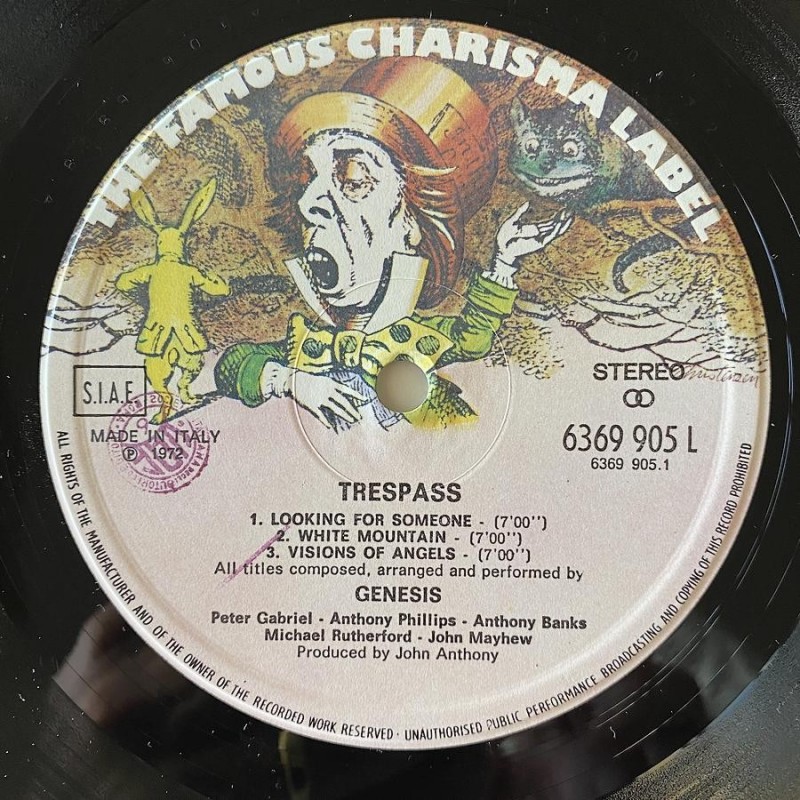 THE FAMOUS CHARISMA LABEL
S.I.A.E.
MADE IN ITALY
Ⓟ 1972
STEREO
6369 905 L
6369 905.1
TRESPASS
1. LOOKING FOR SOMEONE - (7'00'')
2. WHITE MOUNTAIN - (7'00'')
3. VISIONS OF ANGELS - (7'00'')
All titles composed, arranged and performed by
GENESIS
Peter Gabriel - Anthony Phillips - Anthony Banks
Michael Rutherford - John Mayhew
Produced by John Anthony
ALL RIGHTS OF THE MANUFACTURER AND OF THE OWNER OF THE RECORDED WORK RESERVED · UNAUTHORISED PUBLIC PERFORMANCE BROADCASTING AND COPYING OF THIS RECORD PROHIBITED